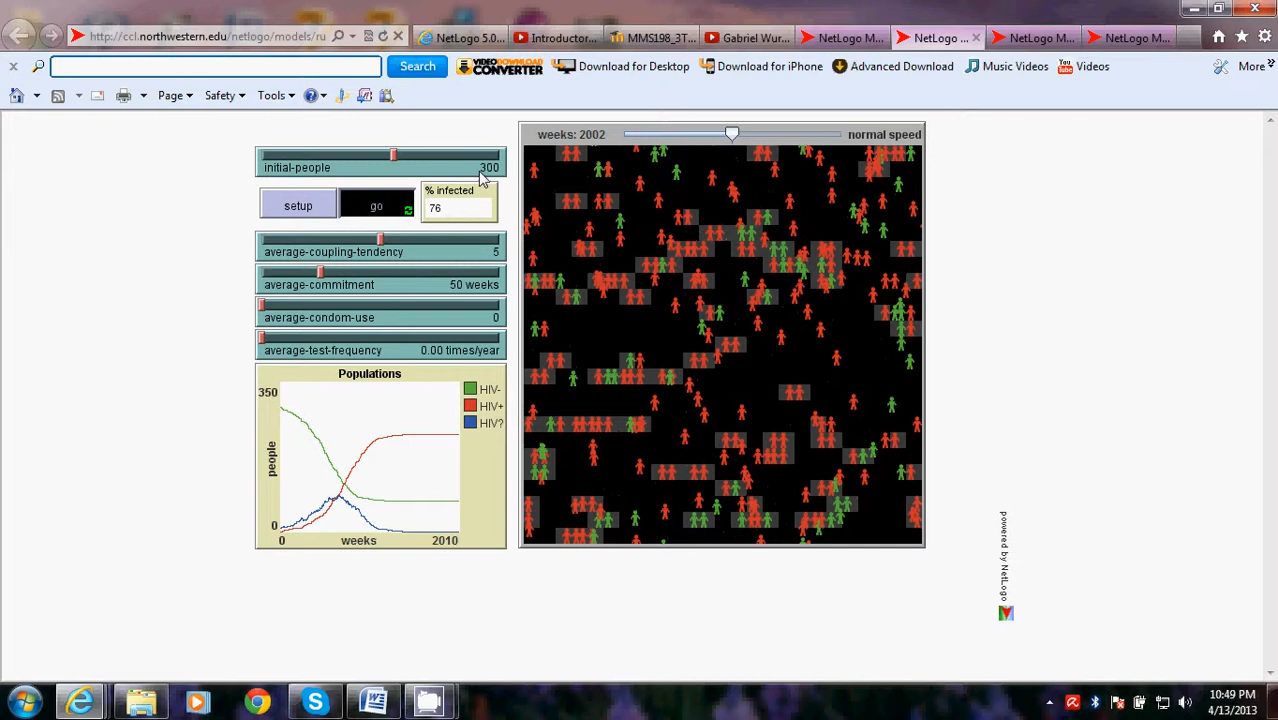 http://ccl.northwestern.edu/netlogo/models/ru
NetLogo 5.0...
Introductor...
MMS198_3T...
Gabriel Wur...
NetLogo M...
NetLogo ...
NetLogo M...
NetLogo M...
Search
VIDEO DOWNLOAD CONVERTER
Download for Desktop
Download for iPhone
Advanced Download
Music Videos
You Tube
Videos
More
Page
Safety
Tools
initial-people 300
setup
go
% infected
76
average-coupling-tendency 5
average-commitment 50 weeks
average-condom-use 0
average-test-frequency 0.00 times/year
Populations
350
people
0
0 weeks 2010
HIV-
HIV+
HIV?
weeks: 2002
normal speed
powered by NetLogo
10:49 PM
4/13/2013